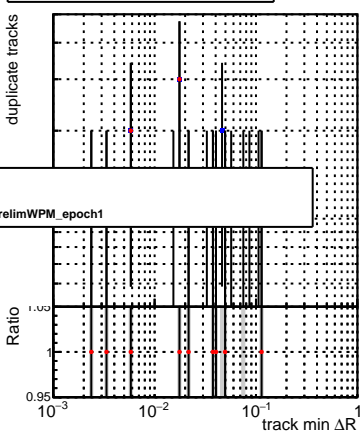 duplicate tracks
relimWPM_epoch1
1.05
Ratio
1
0.95
10−3
10−2
10−1
1
track min ΔR